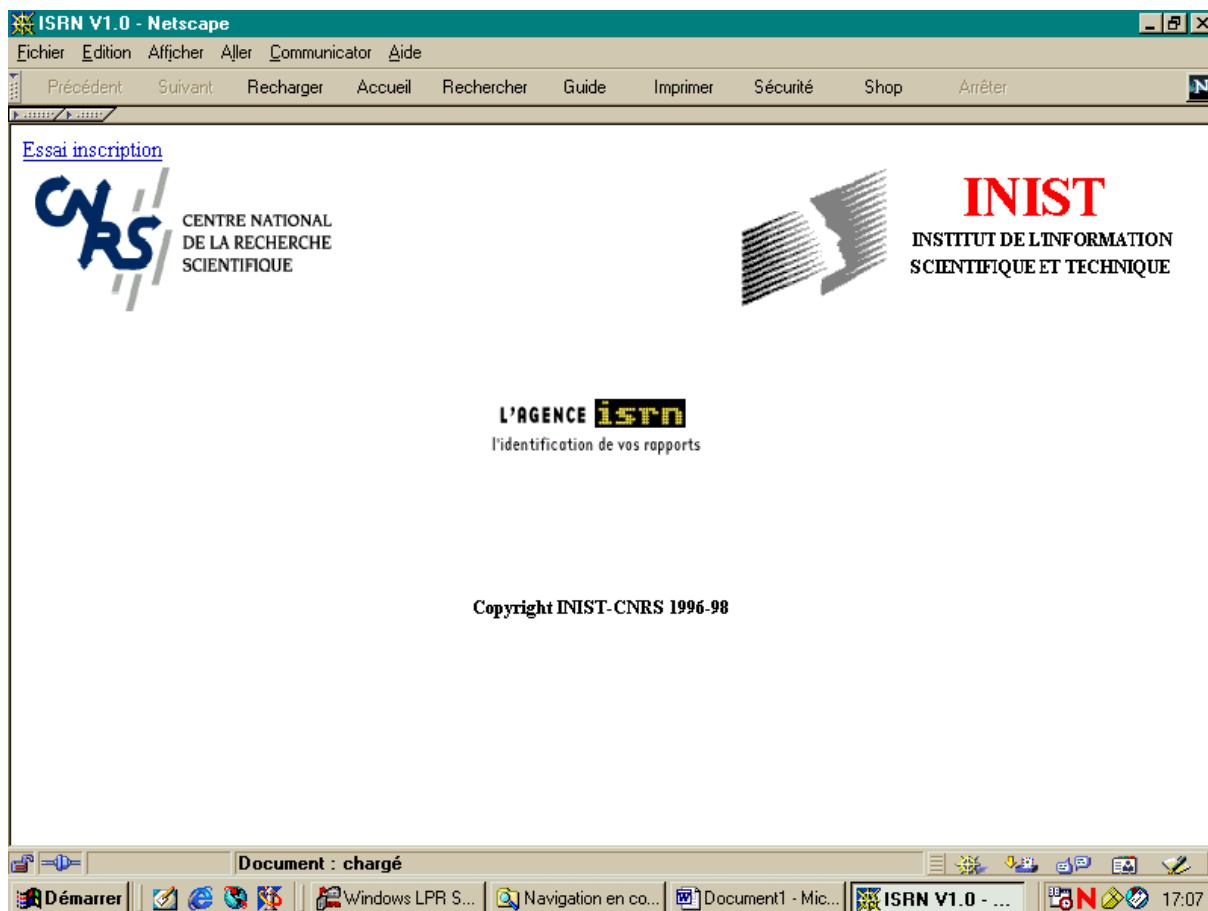 ISRN V1.0 - Netscape
Fichier Edition Afficher Aller Communicator Aide
Précédent Suivant Recharger Accueil Rechercher Guide Imprimer Sécurité Shop Arrêter
N
Essai inscription
CNRS
CENTRE NATIONAL
DE LA RECHERCHE
SCIENTIFIQUE
INIST
INSTITUT DE L'INFORMATION
SCIENTIFIQUE ET TECHNIQUE
L'AGENCE isrn
l'identification de vos rapports
Copyright INIST-CNRS 1996-98
Document : chargé
Démarrer Windows LPR S... Navigation en co... Document1 - Mic... ISRN V1.0 - ... N 17:07